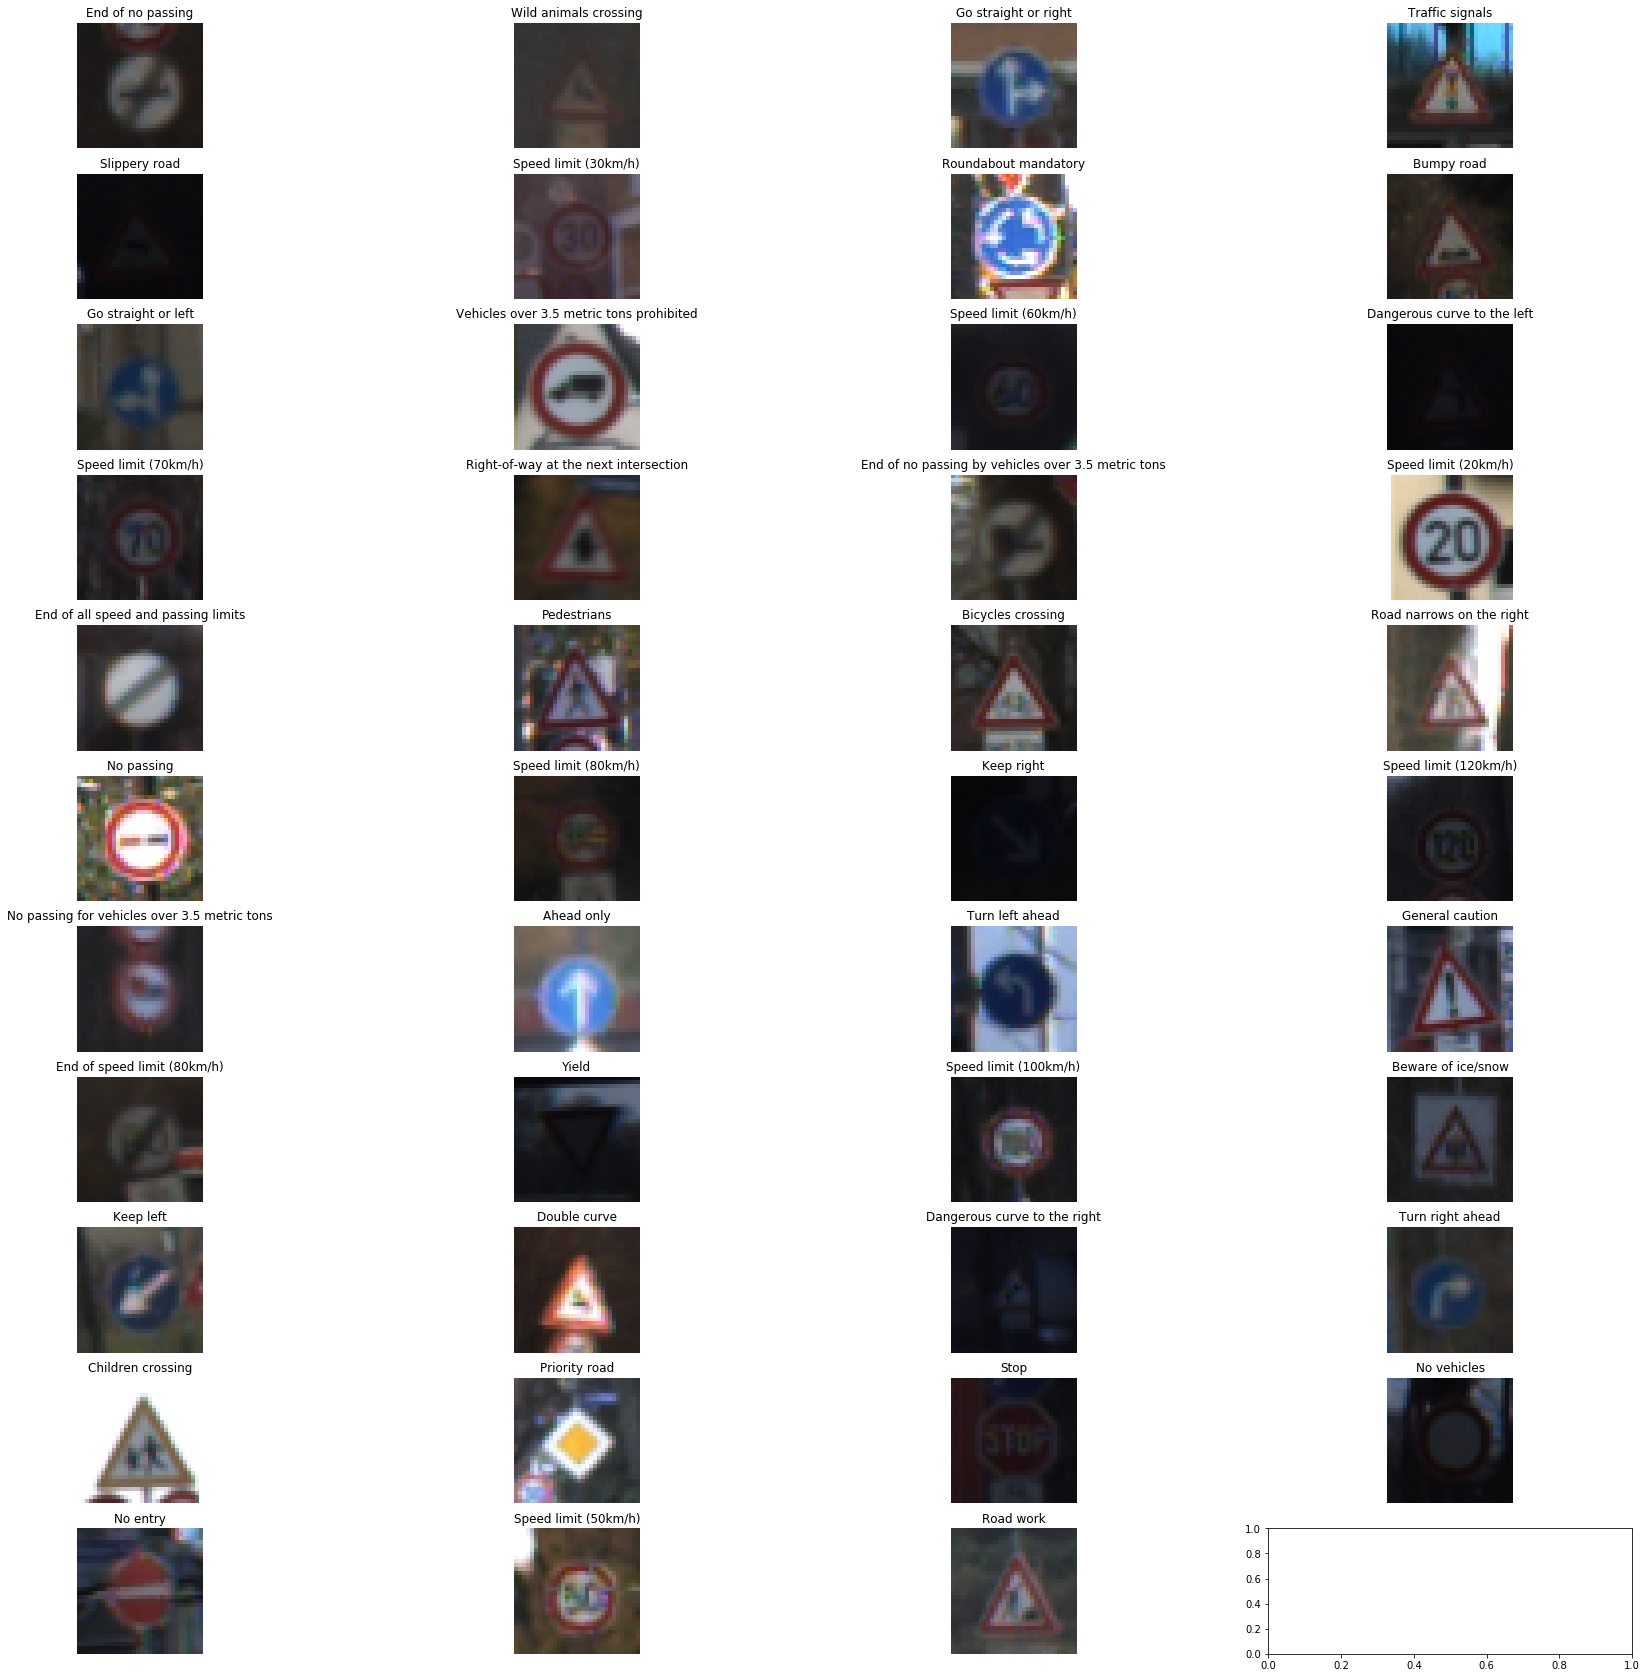 End of no passing
Wild animals crossing
Go straight or right
Traffic signals
Slippery road
Speed limit (30km/h)
30
Roundabout mandatory
Bumpy road
Go straight or left
Vehicles over 3.5 metric tons prohibited
Speed limit (60km/h)
Dangerous curve to the left
Speed limit (70km/h)
70
Right-of-way at the next intersection
End of no passing by vehicles over 3.5 metric tons
Speed limit (20km/h)
20
End of all speed and passing limits
Pedestrians
Bicycles crossing
Road narrows on the right
No passing
Speed limit (80km/h)
Keep right
Speed limit (120km/h)
No passing for vehicles over 3.5 metric tons
Ahead only
Turn left ahead
General caution
End of speed limit (80km/h)
Yield
Speed limit (100km/h)
Beware of ice/snow
Keep left
Double curve
Dangerous curve to the right
Turn right ahead
Children crossing
Priority road
Stop
STOP
No vehicles
No entry
Speed limit (50km/h)
Road work
1.0
0.8
0.6
0.4
0.2
0.0
0.0 0.2 0.4 0.6 0.8 1.0